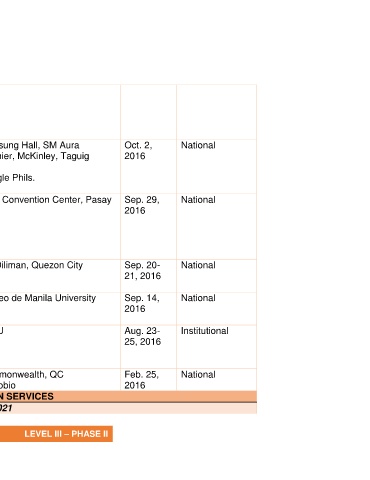 sung Hall, SM Aura
ier, McKinley, Taguig
gle Phils.
Oct. 2,
2016
National
Convention Center, Pasay
Sep. 29,
2016
National
Diliman, Quezon City
Sep. 20-
21, 2016
National
eo de Manila University
Sep. 14,
2016
National
U
Aug. 23-
25, 2016
Institutional
monwealth, QC
obio
Feb. 25,
2016
National
N SERVICES
021
LEVEL III – PHASE II